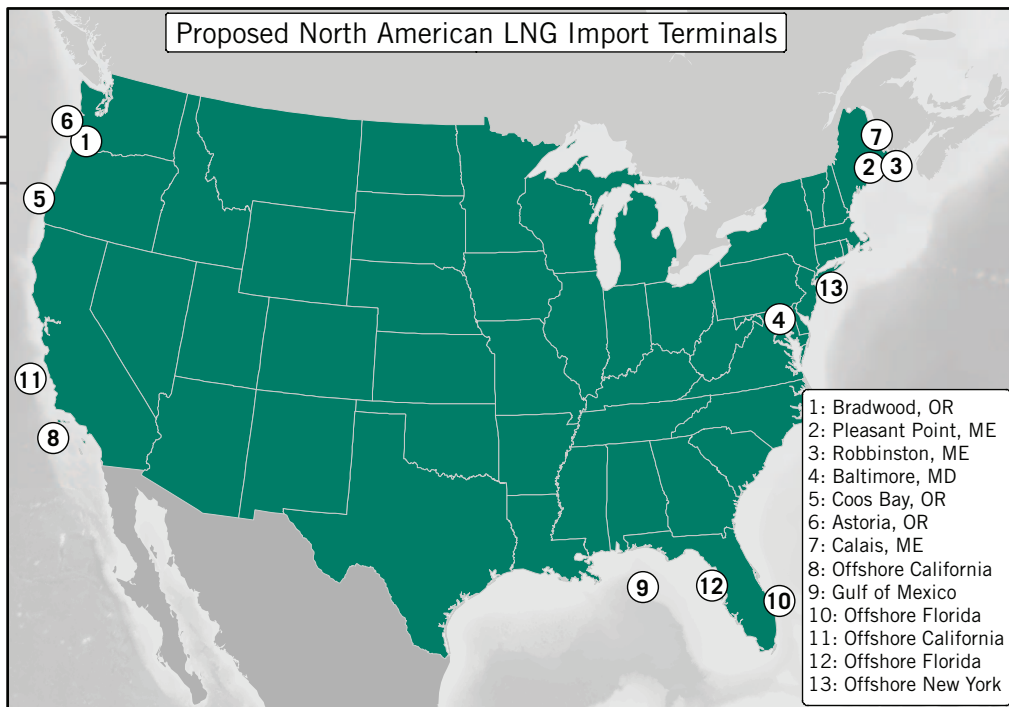 Proposed North American LNG Import Terminals
6
1
5
11
8
7
2
3
13
4
9
12
10
1: Bradwood, OR
2: Pleasant Point, ME
3: Robbinston, ME
4: Baltimore, MD
5: Coos Bay, OR
6: Astoria, OR
7: Calais, ME
8: Offshore California
9: Gulf of Mexico
10: Offshore Florida
11: Offshore California
12: Offshore Florida
13: Offshore New York